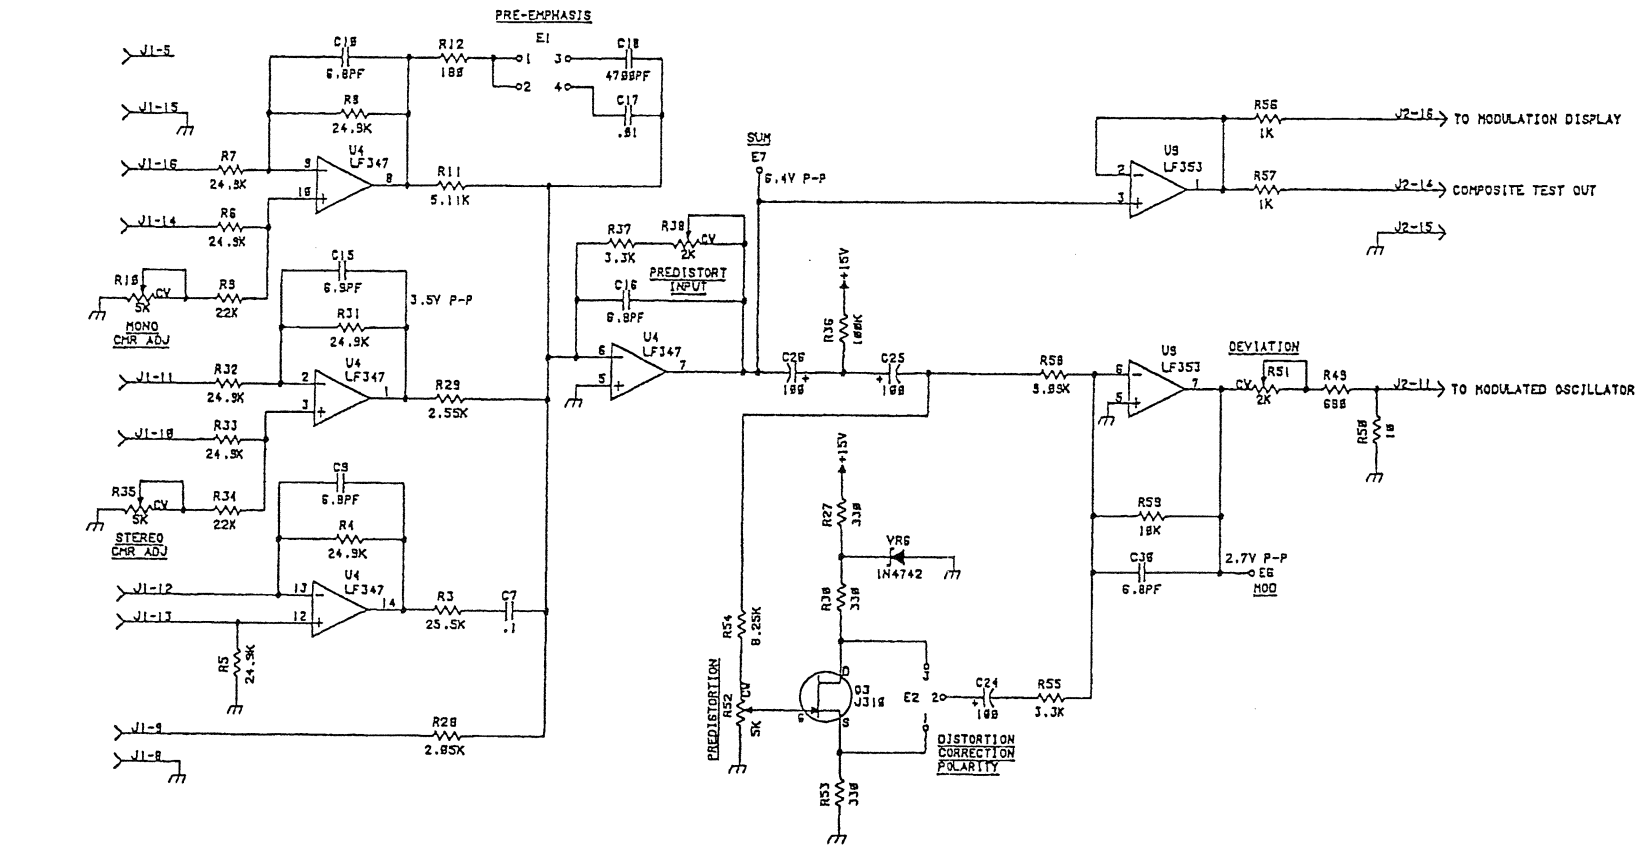 PRE-EMPHASIS
E1
J1-5
C10
6.8PF
R12
180
1
3
C18
4700PF
2
4
C17
.01
J1-15
R8
24.9K
U4
LF347
J1-16
R7
24.9K
9
8
10
R11
5.11K
J1-14
R6
24.9K
R10
5K
CW
R9
22K
MONO
CMR ADJ
C15
6.8PF
3.5V P-P
R31
24.9K
U4
LF347
J1-11
R32
24.9K
2
1
3
R29
2.55K
J1-10
R33
24.9K
R35
5K
CW
R34
22K
STEREO
CMR ADJ
C9
6.8PF
R4
24.9K
U4
LF347
J1-12
13
14
J1-13
12
R3
25.5K
C7
.1
R5
24.9K
J1-9
R28
2.05K
J1-8
SUM
E7
6.4V P-P
R37
3.3K
R38
CW
2K
PREDISTORT
INPUT
C16
6.8PF
U4
LF347
6
7
5
+15V
R36
100K
C26
+
100
C25
+
100
R54
8.25K
PREDISTORTION
R52
CW
5K
+15V
R27
330
VR6
1N4742
R30
330
D
Q3
J310
G
S
R53
330
3
E2 2
1
DISTORTION
CORRECTION
POLARITY
C24
+
100
R55
3.3K
U9
LF353
2
1
3
R56
1K
J2-16
TO MODULATION DISPLAY
R57
1K
J2-14
COMPOSITE TEST OUT
J2-15
R58
U9
LF353
6
7
5
DEVIATION
CW
R51
2K
R49
680
J2-11
TO MODULATED OSCILLATOR
R50
10
R59
10K
C30
6.8PF
2.7V P-P
E6
MOD